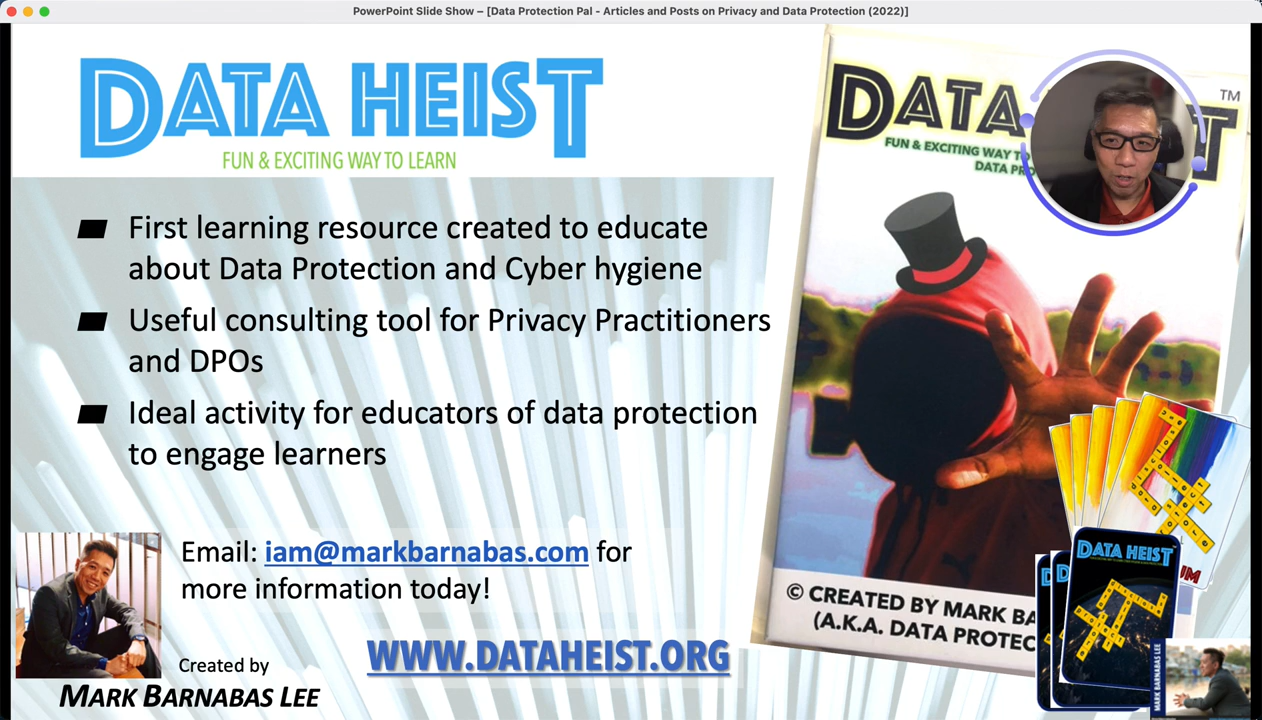 PowerPoint Slide Show – [Data Protection Pal - Articles and Posts on Privacy and Data Protection (2022)]
DATA HEIST
FUN & EXCITING WAY TO LEARN
First learning resource created to educate
about Data Protection and Cyber hygiene
Useful consulting tool for Privacy Practitioners
and DPOs
Ideal activity for educators of data protection
to engage learners
Email: iam@markbarnabas.com for
more information today!
Created by
MARK BARNABAS LEE
WWW.DATAHEIST.ORG
DATA
TM
FUN & EXCITING WAY TO
DATA
© CREATED BY MARK
(A.K.A. DATA
DATA HEIST
MARK BARNABAS LEE